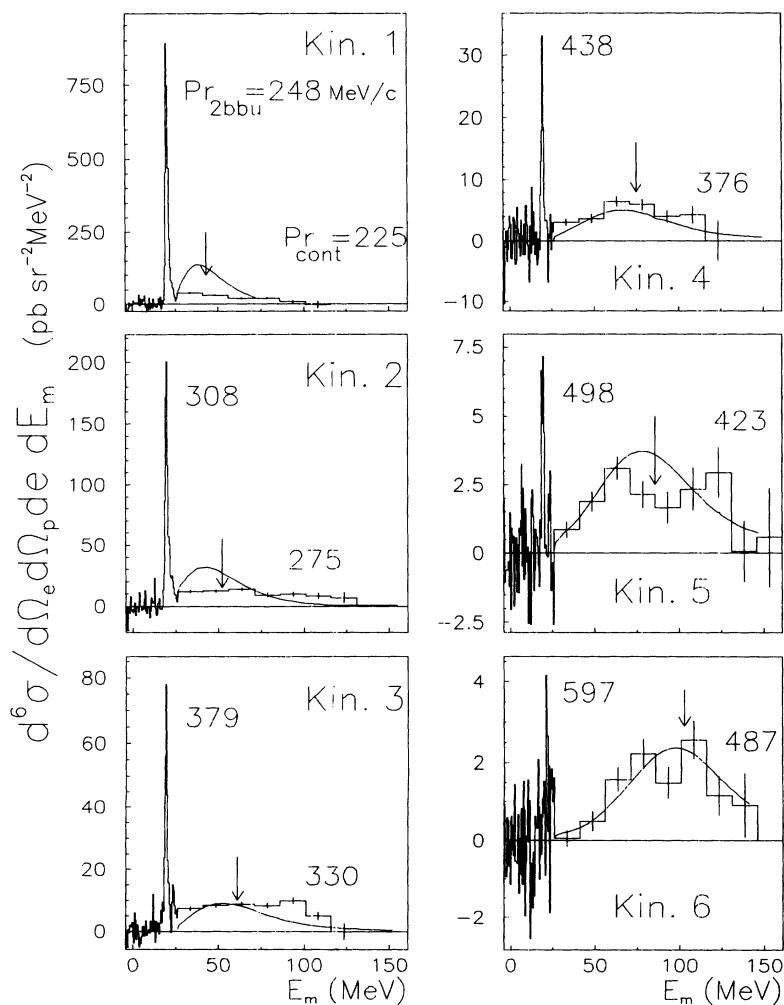 d⁶σ/dΩₑdΩₚde dEₘ (pb sr⁻²MeV⁻²)
Kin. 1
Pr₂bbu=248 MeV/c
Pr_cont=225
750
500
250
0
Kin. 2
308
275
200
150
100
50
0
Kin. 3
379
330
80
60
40
20
0
0 50 100 150
Eₘ (MeV)
438
376
Kin. 4
30
20
10
0
-10
498
423
Kin. 5
7.5
5
2.5
0
-2.5
597
487
Kin. 6
4
2
0
-2
0 50 100 150
Eₘ (MeV)